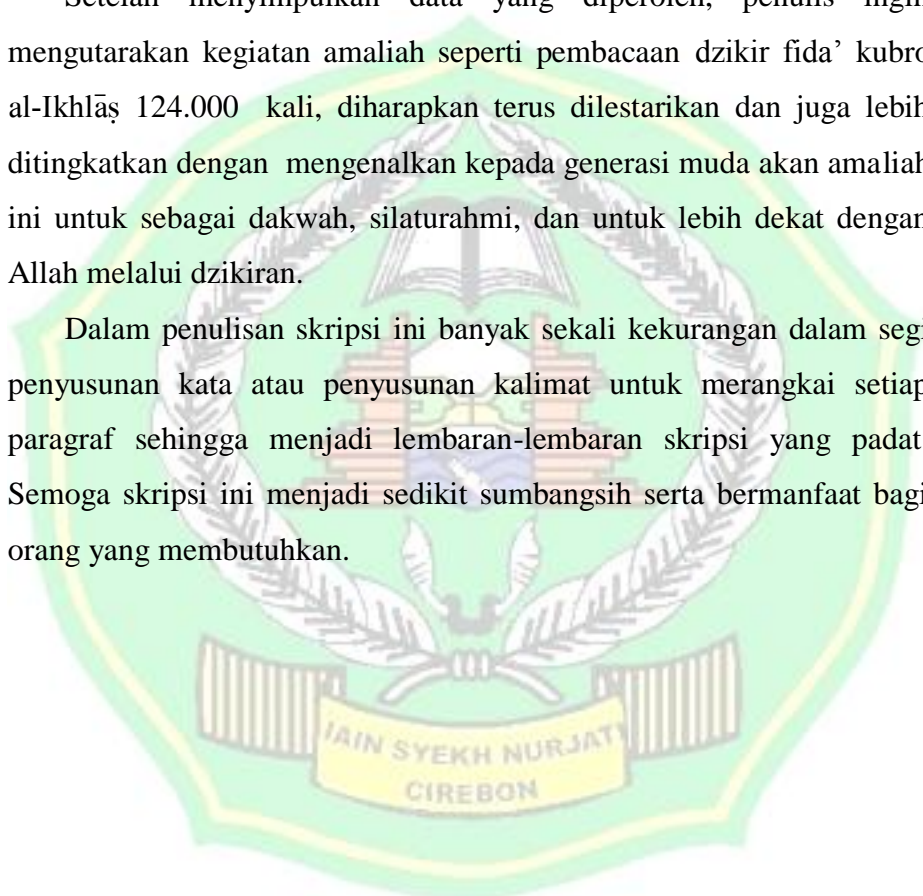 Setelah menyimpulkan data yang diperoleh, penulis ingin
mengutarakan kegiatan amaliah seperti pembacaan dzikir fida’ kubro
al-Ikhlāṣ 124.000 kali, diharapkan terus dilestarikan dan juga lebih
ditingkatkan dengan mengenalkan kepada generasi muda akan amaliah
ini untuk sebagai dakwah, silaturahmi, dan untuk lebih dekat dengan
Allah melalui dzikiran.
Dalam penulisan skripsi ini banyak sekali kekurangan dalam segi
penyusunan kata atau penyusunan kalimat untuk merangkai setiap
paragraf sehingga menjadi lembaran-lembaran skripsi yang padat.
Semoga skripsi ini menjadi sedikit sumbangsih serta bermanfaat bagi
orang yang membutuhkan.
IAIN SYEKH NURJATI
CIREBON